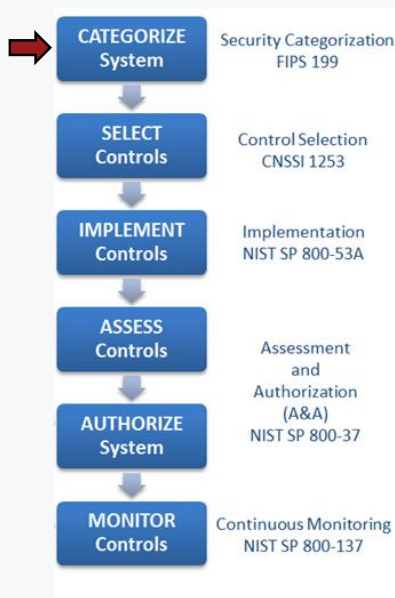 CATEGORIZE
System
Security Categorization
FIPS 199
SELECT
Controls
Control Selection
CNSSI 1253
IMPLEMENT
Controls
Implementation
NIST SP 800-53A
ASSESS
Controls
Assessment
and
Authorization
(A&A)
NIST SP 800-37
AUTHORIZE
System
MONITOR
Controls
Continuous Monitoring
NIST SP 800-137